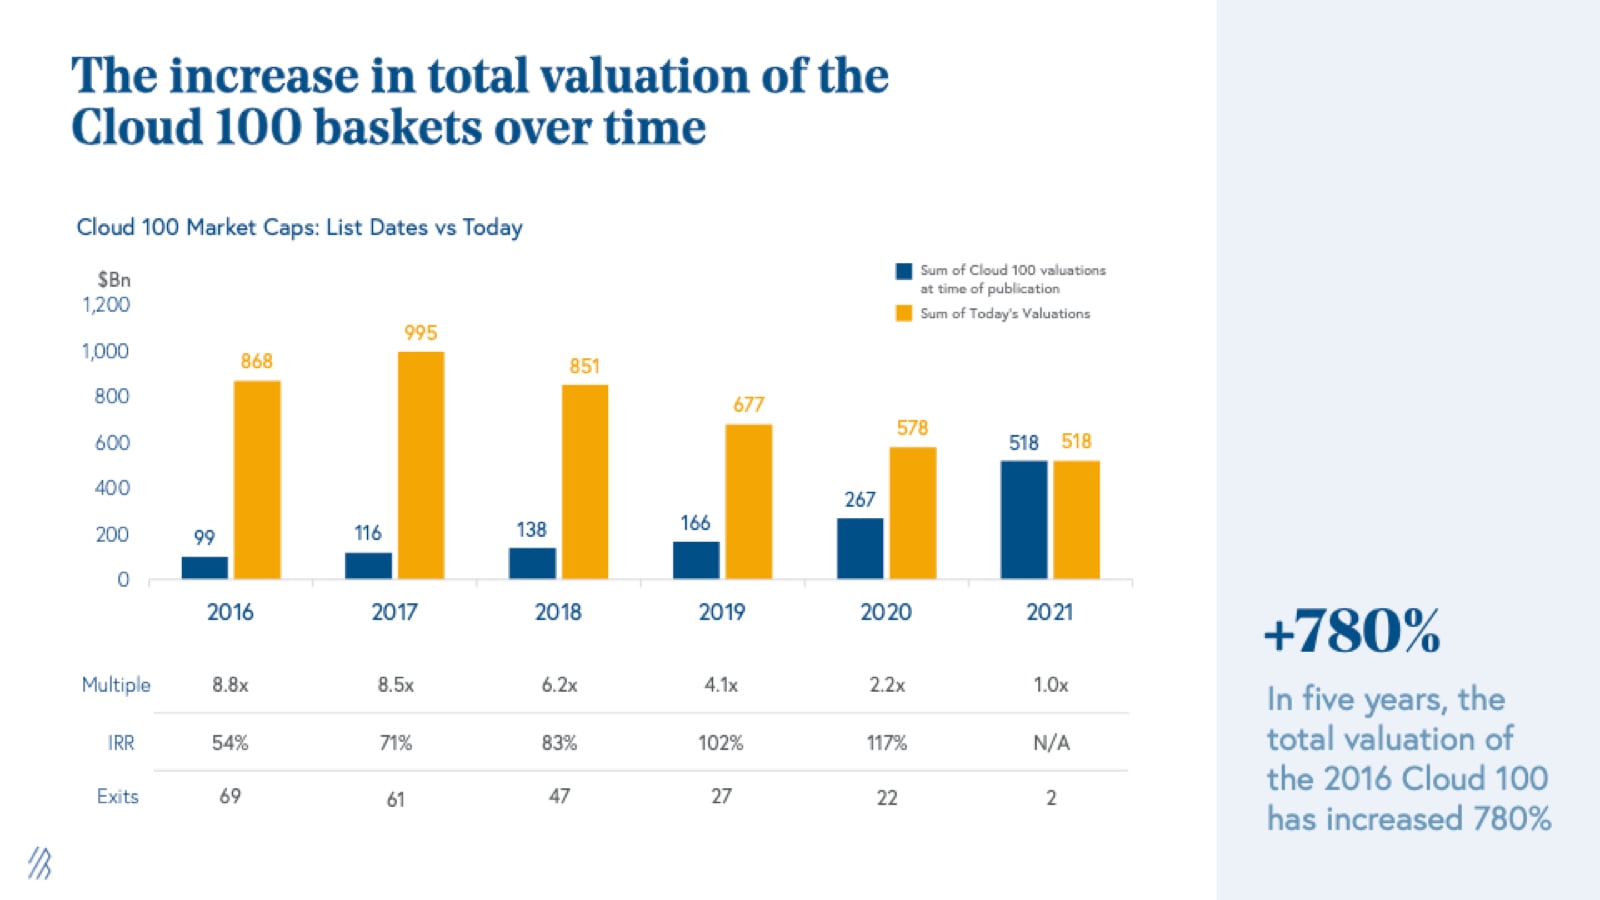 The increase in total valuation of the
Cloud 100 baskets over time
Cloud 100 Market Caps: List Dates vs Today
$Bn
1,200
1,000
800
600
400
200
0
Sum of Cloud 100 valuations
at time of publication
Sum of Today's Valuations
99 868
116 995
138 851
166 677
267 578
518 518
2016 2017 2018 2019 2020 2021
Multiple 8.8x 8.5x 6.2x 4.1x 2.2x 1.0x
IRR 54% 71% 83% 102% 117% N/A
Exits 69 61 47 27 22 2
+780%
In five years, the
total valuation of
the 2016 Cloud 100
has increased 780%